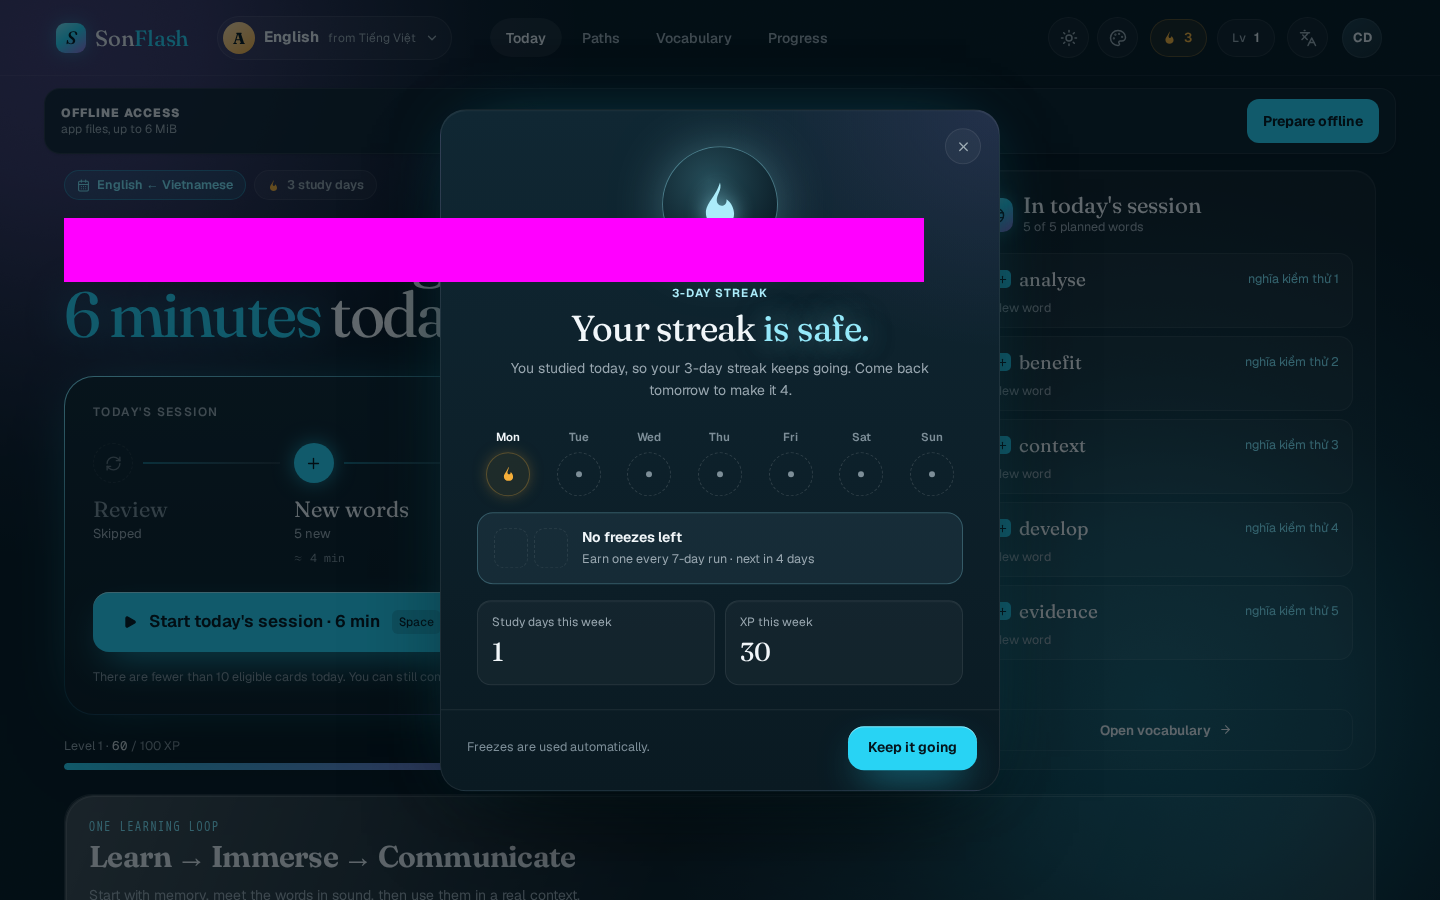 S SonFlash
A English from Tiếng Việt
Today Paths Vocabulary Progress
3
Lv 1
CD
OFFLINE ACCESS
app files, up to 6 MiB
Prepare offline
English ← Vietnamese
3 study days
6 minutes
TODAY'S SESSION
Review
Skipped
New words
5 new
≈ 4 min
Start today's session · 6 min Space
There are fewer than 10 eligible cards today. You can still
Level 1 · 60 / 100 XP
3-DAY STREAK
Your streak is safe.
You studied today, so your 3-day streak keeps going. Come back
tomorrow to make it 4.
Mon Tue Wed Thu Fri Sat Sun
No freezes left
Earn one every 7-day run · next in 4 days
Study days this week
1
XP this week
30
Freezes are used automatically.
Keep it going
In today's session
5 of 5 planned words
analyse nghĩa kiểm thử 1
word
benefit nghĩa kiểm thử 2
word
context nghĩa kiểm thử 3
word
develop nghĩa kiểm thử 4
word
evidence nghĩa kiểm thử 5
word
Open vocabulary →
ONE LEARNING LOOP
Learn → Immerse → Communicate
Start with memory, meet the words in sound, then use them in a real context.